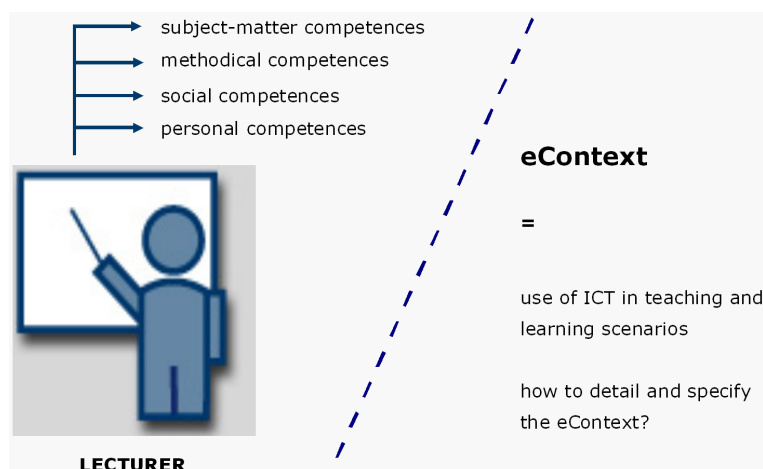 subject-matter competences
methodical competences
social competences
personal competences
LECTURER
eContext
=
use of ICT in teaching and
learning scenarios
how to detail and specify
the eContext?